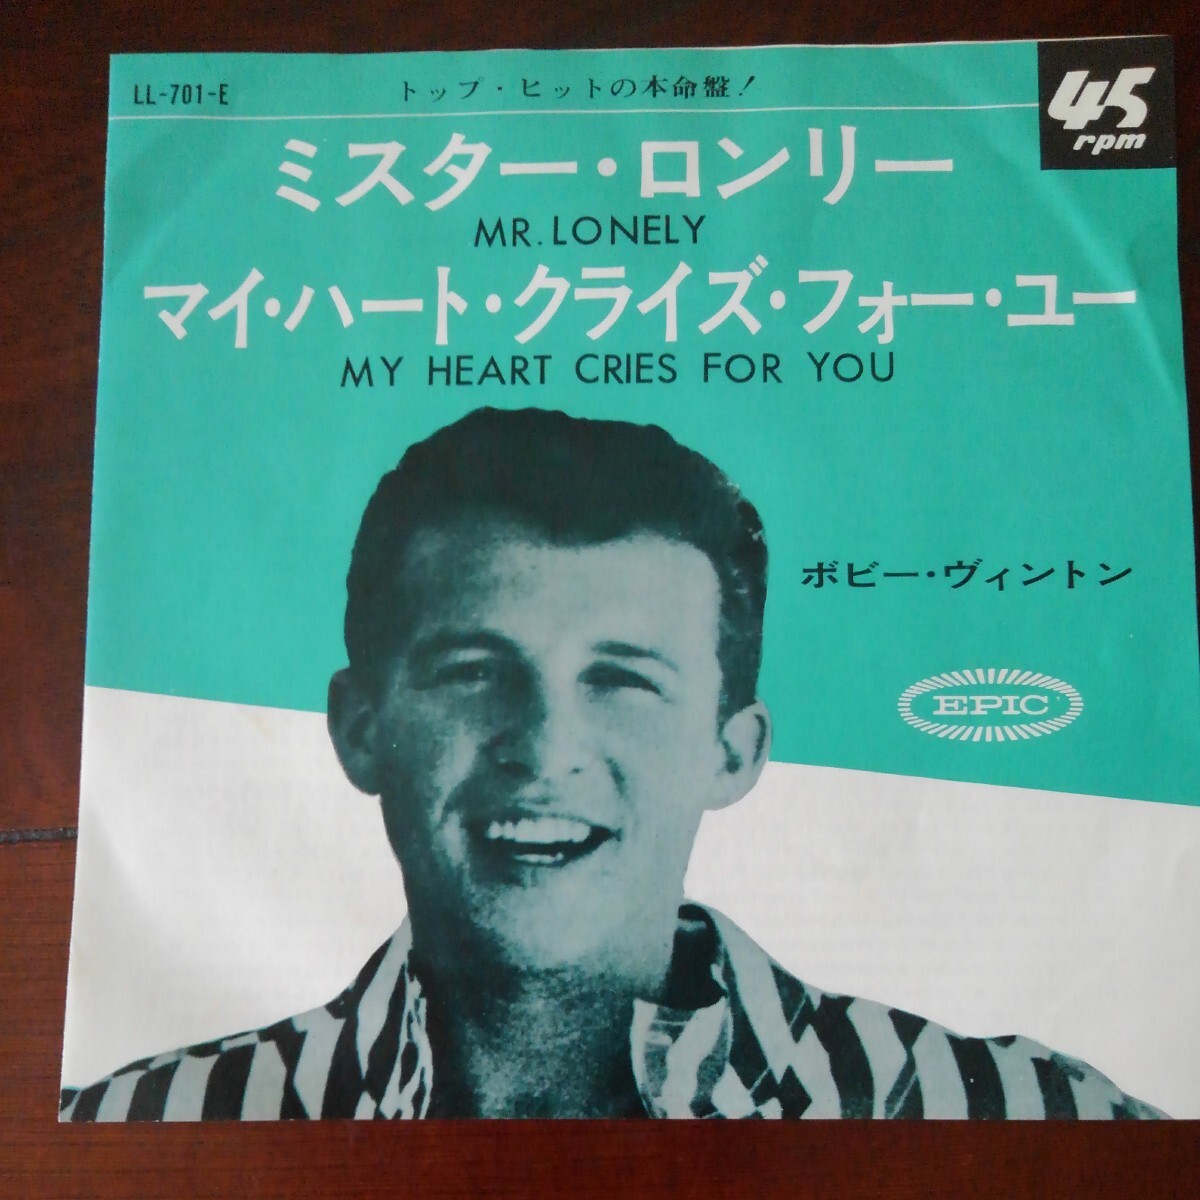 LL-701-E
トップ・ヒットの本命盤!
45
rpm
ミスター・ロンリー
MR. LONELY
マイ・ハート・クライズ・フォー・ユー
MY HEART CRIES FOR YOU
ボビー・ヴィントン
EPIC